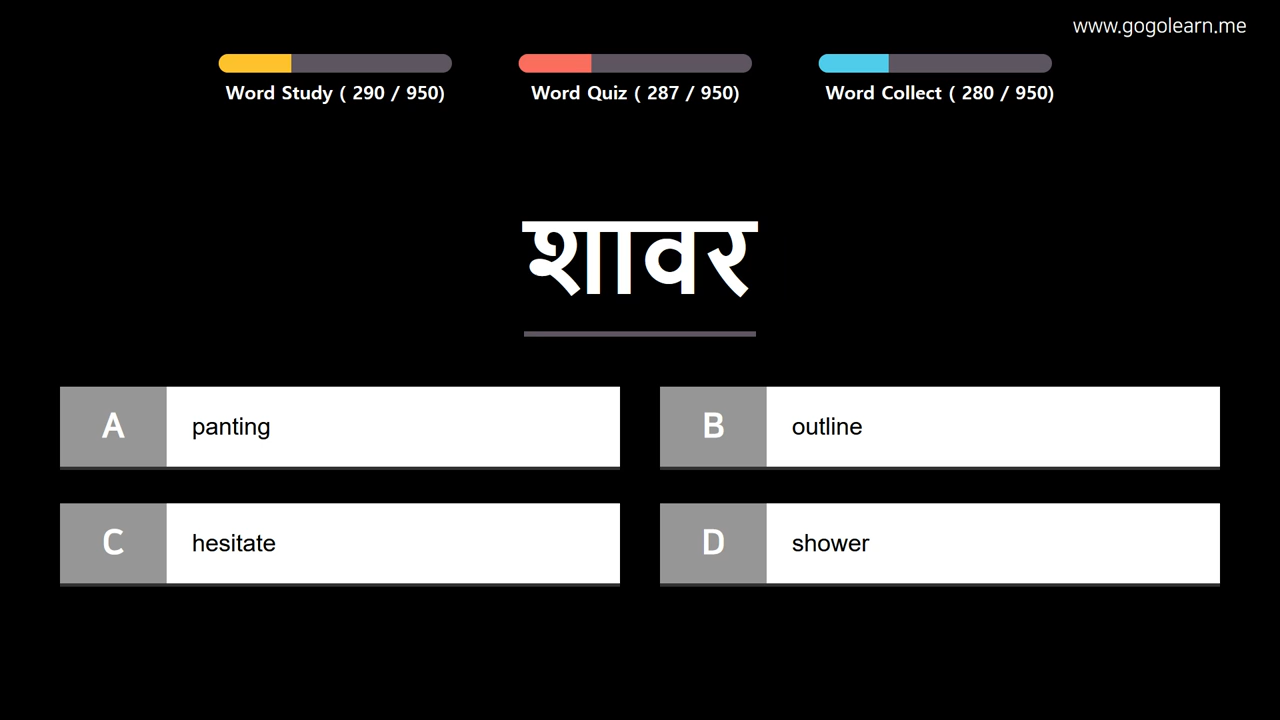 www.gogolearn.me
Word Study ( 290 / 950)
Word Quiz ( 287 / 950)
Word Collect ( 280 / 950)
शावर
A panting
B outline
C hesitate
D shower